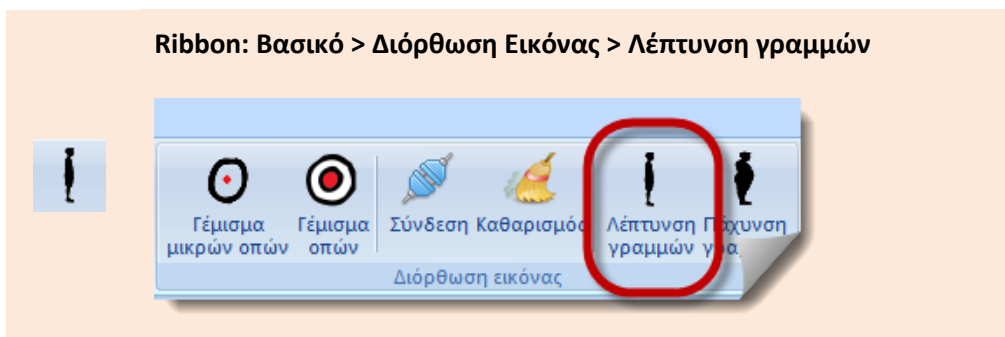 Ribbon: Βασικό > Διόρθωση Εικόνας > Λέπτυνση γραμμών
Γέμισμα μικρών οπών
Γέμισμα οπών
Σύνδεση
Καθαρισμός
Λέπτυνση γραμμών
Πάχυνση
Διόρθωση εικόνας